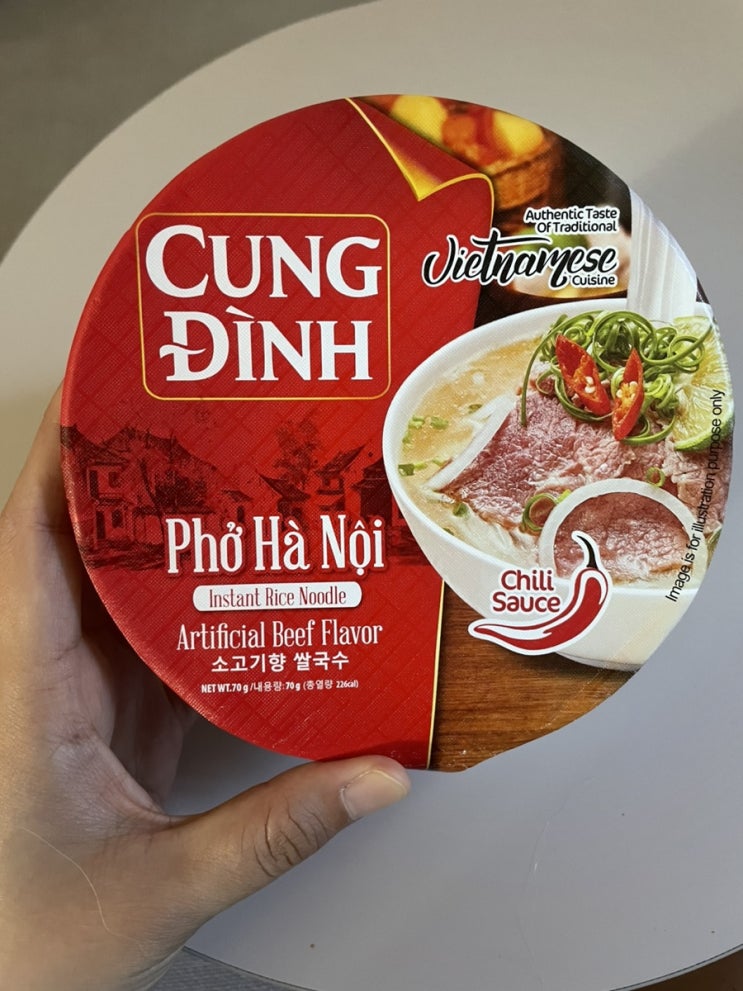 CUNG
ĐÌNH
Authentic Taste
Of Traditional
Vietnamese
Cuisine
Phở Hà Nội
Instant Rice Noodle
Artificial Beef Flavor
소고기향 쌀국수
NET WT.70 g /내용량: 70 g (총열량 226cal)
Chili
Sauce
Image is for illustration purpose only